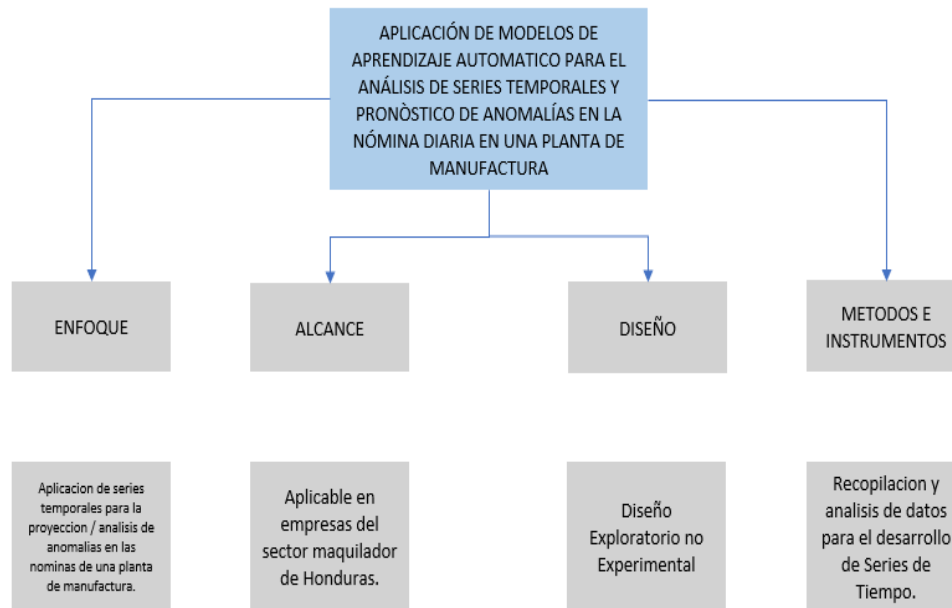 APLICACIÓN DE MODELOS DE
APRENDIZAJE AUTOMATICO PARA EL
ANÁLISIS DE SERIES TEMPORALES Y
PRONÒSTICO DE ANOMALÍAS EN LA
NÓMINA DIARIA EN UNA PLANTA DE
MANUFACTURA
ENFOQUE
ALCANCE
DISEÑO
METODOS E
INSTRUMENTOS
Aplicacion de series
temporales para la
proyeccion / analisis de
anomalias en las
nominas de una planta
de manufactura.
Aplicable en
empresas del
sector maquilador
de Honduras.
Diseño
Exploratorio no
Experimental
Recopilacion y
analisis de datos
para el desarrollo
de Series de
Tiempo.